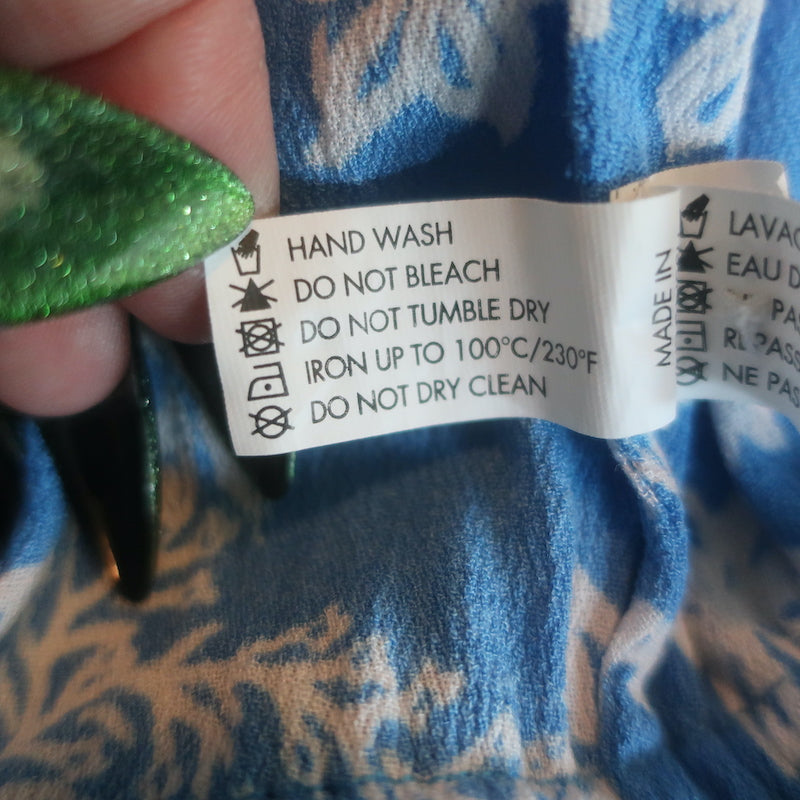 HAND WASH
DO NOT BLEACH
DO NOT TUMBLE DRY
IRON UP TO 100°C/230°F
DO NOT DRY CLEAN
MADE IN
EAU
NE PAS